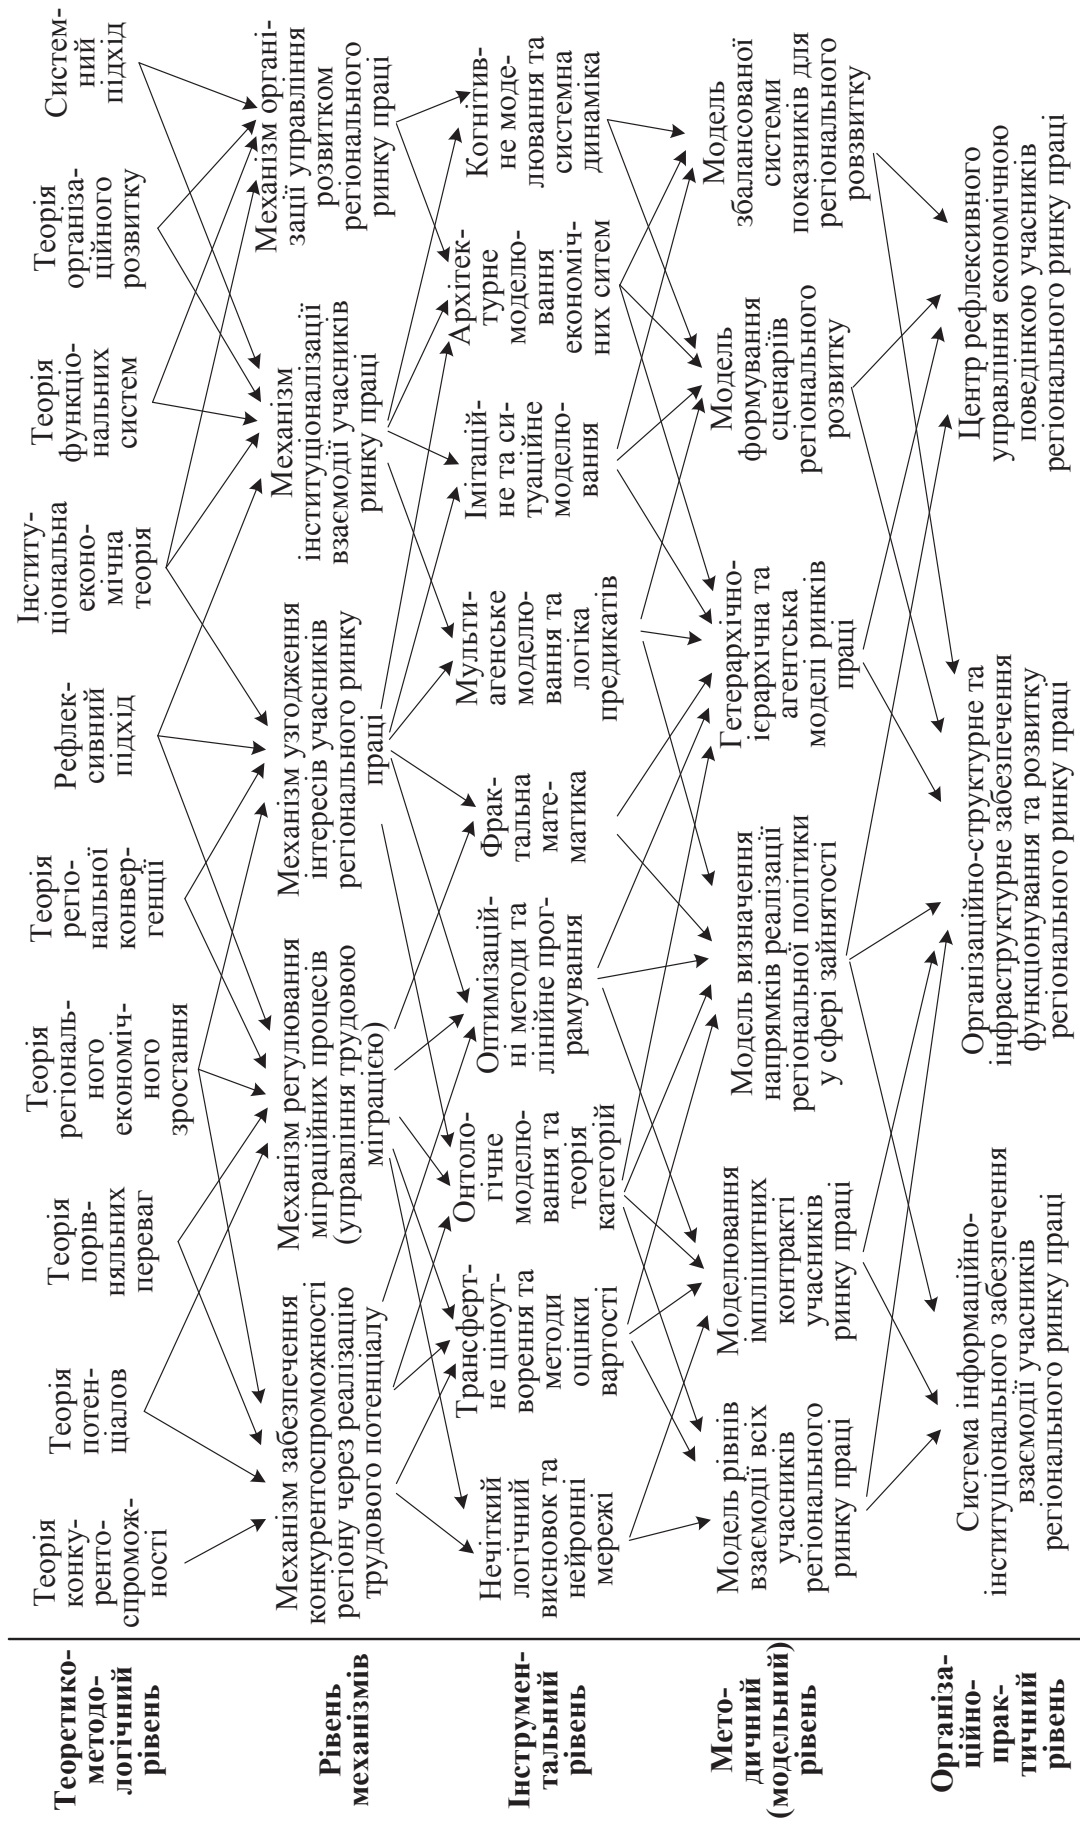 Теоретико-
методо-
логічний
рівень
Теорія
конку-
ренто-
спромож-
ності
Теорія
потен-
ціалов
Теорія
порів-
няльних
переваг
Теорія
регіональ-
ного
економіч-
ного
зростання
Теорія
регіо-
нальної
конвер-
генції
Рефлек-
сивний
підхід
Інститу-
ціональна
еконо-
мічна
теорія
Теорія
функціо-
нальних
систем
Теорія
організа-
ційного
розвитку
Систем-
ний
підхід
Рівень
механізмів
Механізм забезпечення
конкурентоспроможності
регіону через реалізацію
трудового потенціалу
Механізм регулювання
міграційних процесів
(управління трудовою
міграцією)
Механізм узгодження
інтересів учасників
регіонального ринку
праці
Механізм
інституціоналізації
взаємодії учасників
ринку праці
Механізм органі-
зації управління
розвитком
регіонального
ринку праці
Інструмен-
тальний
рівень
Нечіткий
логічний
висновок та
нейронні
мережі
Трансферт-
не ціноут-
ворення та
методи
оцінки
вартості
Онтоло-
гічне
моделю-
вання та
теорія
категорій
Оптимізацій-
ні методи та
лінійне прог-
рамування
Фрак-
тальна
мате-
матика
Мульти-
агенське
моделю-
вання та
логіка
предикатів
Імітацій-
не та си-
туаційне
моделю-
вання
Архітек-
турне
моделю-
вання
економіч-
них ситем
Когнітив-
не моде-
лювання та
системна
динаміка
Мето-
дичний
(модельний)
рівень
Модель рівнів
взаємодії всіх
учасників
регіонального
ринку праці
Моделювання
імпліцитних
контракті
учасників
ринку праці
Модель визначення
напрямків реалізації
регіональної політики
у сфері зайнятості
Гетерархічно-
ієрархічна та
агентська
моделі ринків
праці
Модель
формування
сценаріїв
регіонального
розвитку
Модель
збалансованої
системи
показників для
регіонального
ровзвитку
Організа-
ційно-
прак-
тичний
рівень
Система інформаційно-
інституціонального забезпечення
взаємодії учасників
регіонального ринку праці
Організаційно-структурне та
інфраструктурне забезпечення
функціонування та розвитку
регіонального ринку праці
Центр рефлексивного
управління економічною
поведінкою учасників
регіонального ринку праці